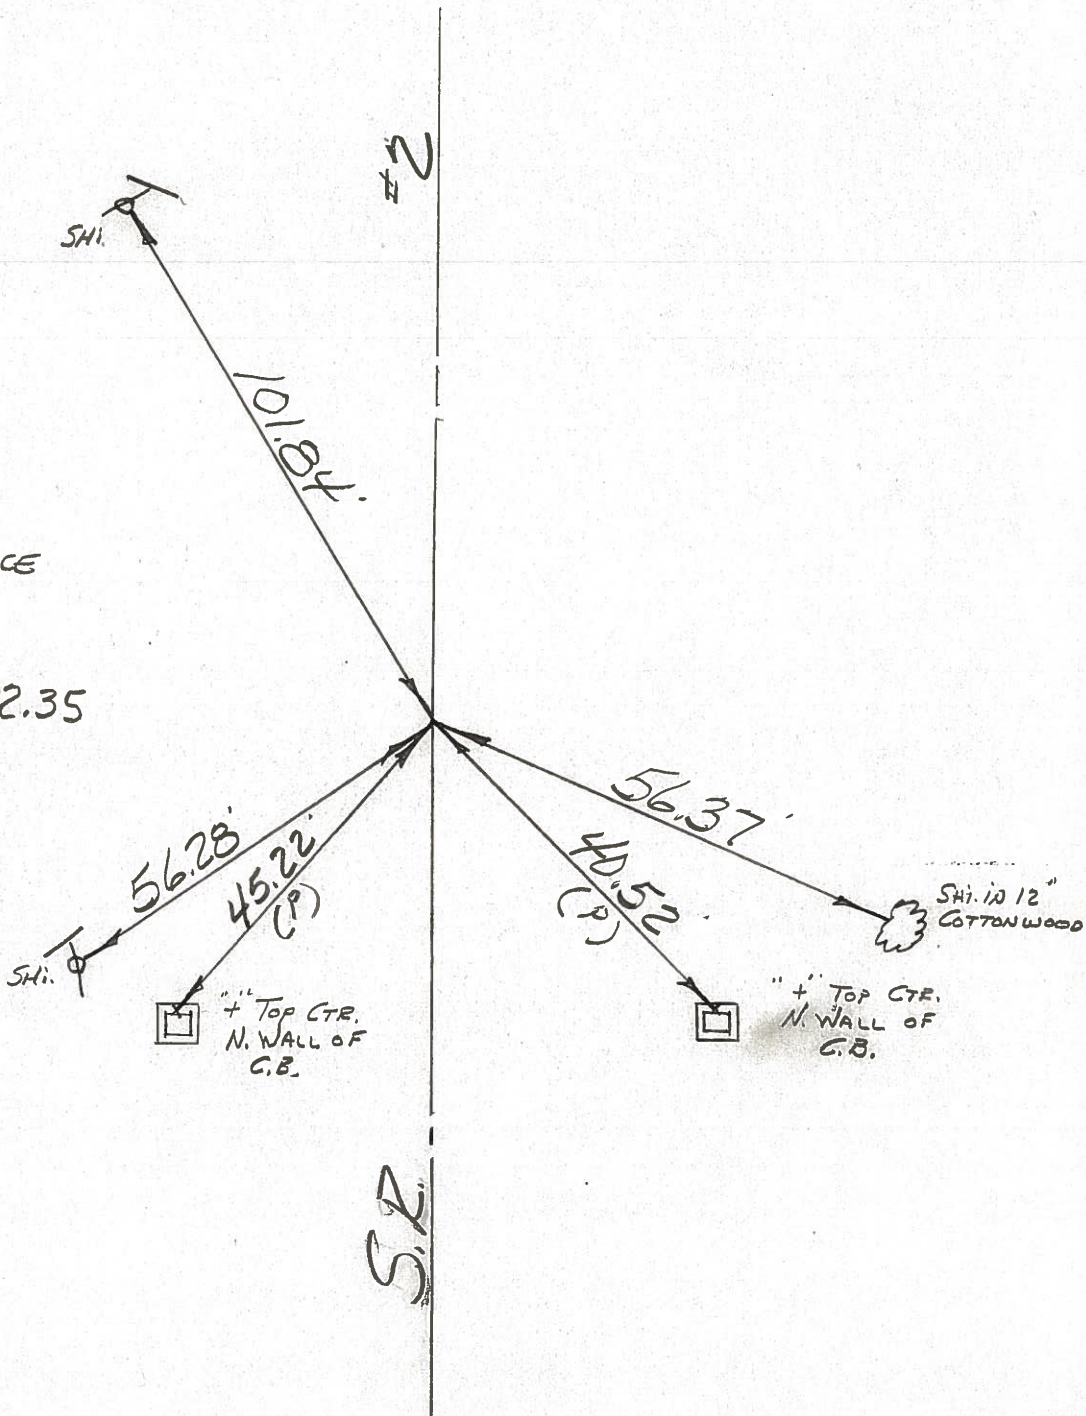 #2
SHI.
101.84'
CE
2.35
56.28'
45.22'
(P)
40.52
56.37'
SHI. IN 12"
COTTONWOOD
SHI.
"+" TOP CTR.
N. WALL OF
C.B.
"+" TOP CTR.
N. WALL OF
C.B.
S.R.